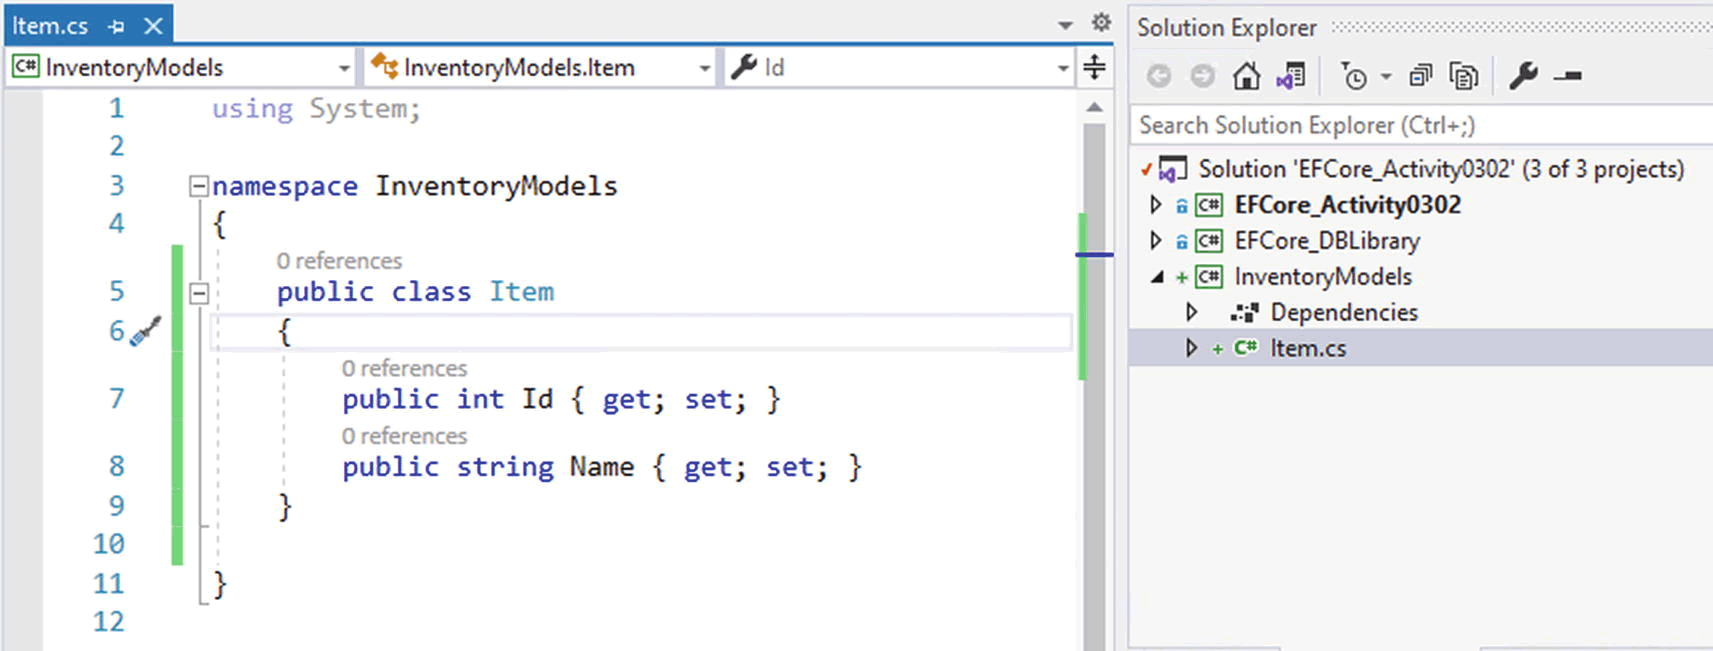 Item.cs
InventoryModels
InventoryModels.Item
Id
1 using System;
2
3 namespace InventoryModels
4 {
0 references
5 public class Item
6 {
0 references
7 public int Id { get; set; }
0 references
8 public string Name { get; set; }
9 }
10
11 }
12
Solution Explorer
Search Solution Explorer (Ctrl+;)
Solution 'EFCore_Activity0302' (3 of 3 projects)
C# EFCore_Activity0302
C# EFCore_DBLibrary
+ C# InventoryModels
Dependencies
+ C# Item.cs